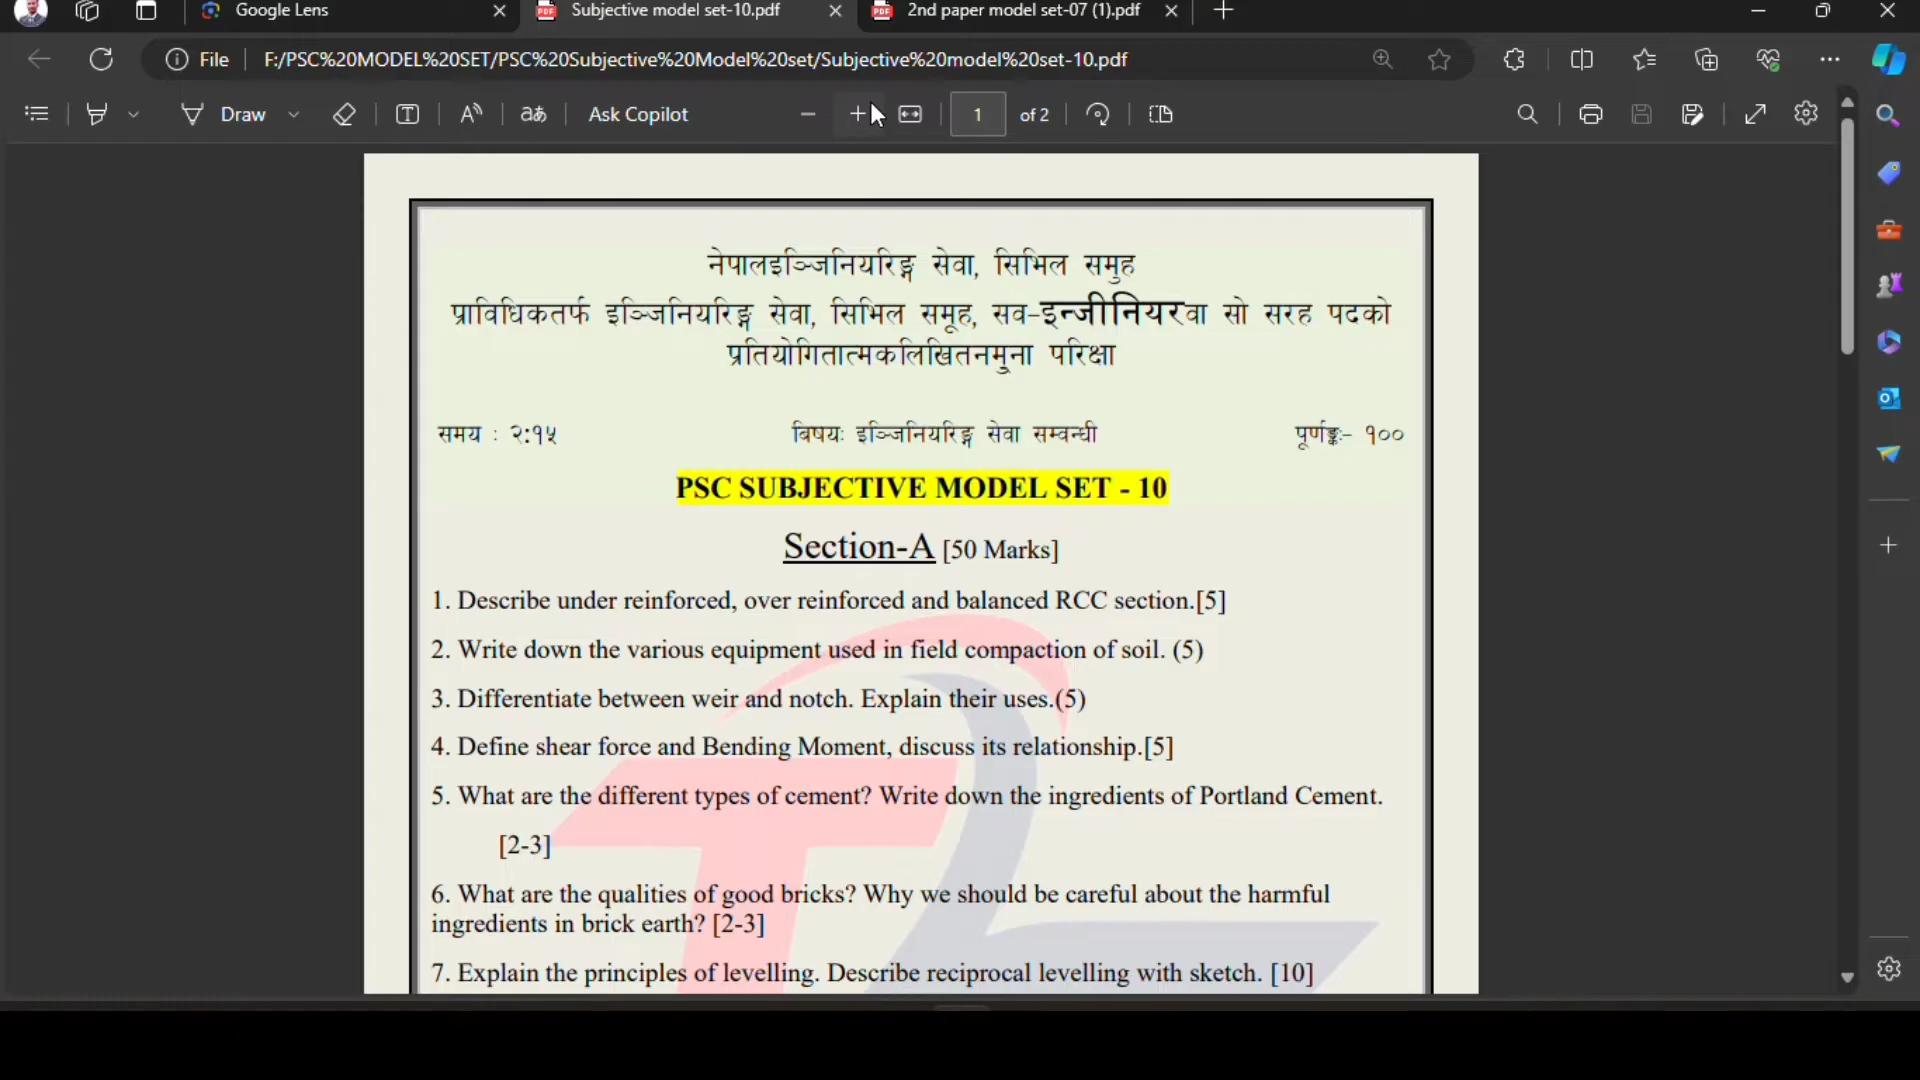 Google Lens
Subjective model set-10.pdf
2nd paper model set-07 (1).pdf
File
F:/PSC%20MODEL%20SET/PSC%20Subjective%20Model%20set/Subjective%20model%20set-10.pdf
Draw
aあ
Ask Copilot
1
of 2
नेपालइञ्जिनियरिङ्ग सेवा, सिभिल समुह
प्राविधिकतर्फ इञ्जिनियरिङ्ग सेवा, सिभिल समूह, सव-इन्जीनियरवा सो सरह पदको
प्रतियोगितात्मकलिखितनमुना परिक्षा
समय : २:१५
बिषयः इञ्जिनियरिङ्ग सेवा सम्वन्धी
पूर्णङ्कः- १००
PSC SUBJECTIVE MODEL SET - 10
Section-A [50 Marks]
1. Describe under reinforced, over reinforced and balanced RCC section.[5]
2. Write down the various equipment used in field compaction of soil. (5)
3. Differentiate between weir and notch. Explain their uses.(5)
4. Define shear force and Bending Moment, discuss its relationship.[5]
5. What are the different types of cement? Write down the ingredients of Portland Cement.
[2-3]
6. What are the qualities of good bricks? Why we should be careful about the harmful
ingredients in brick earth? [2-3]
7. Explain the principles of levelling. Describe reciprocal levelling with sketch. [10]